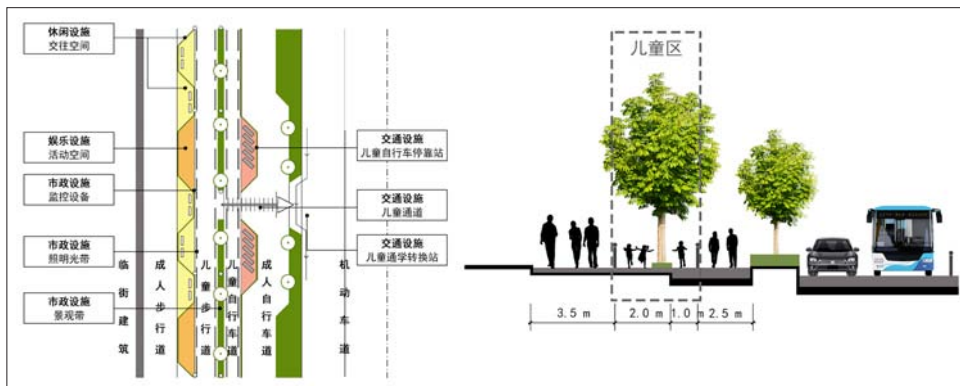 休闲设施
交往空间
娱乐设施
活动空间
市政设施
监控设备
市政设施
照明光带
市政设施
景观带
交通设施
儿童自行车停靠站
交通设施
儿童通道
交通设施
儿童通学转换站
临街建筑
成人步行道
儿童步行道
儿童自行车道
成人自行车道
机动车道
儿童区
3.5 m
2.0 m
1.0 m
2.5 m